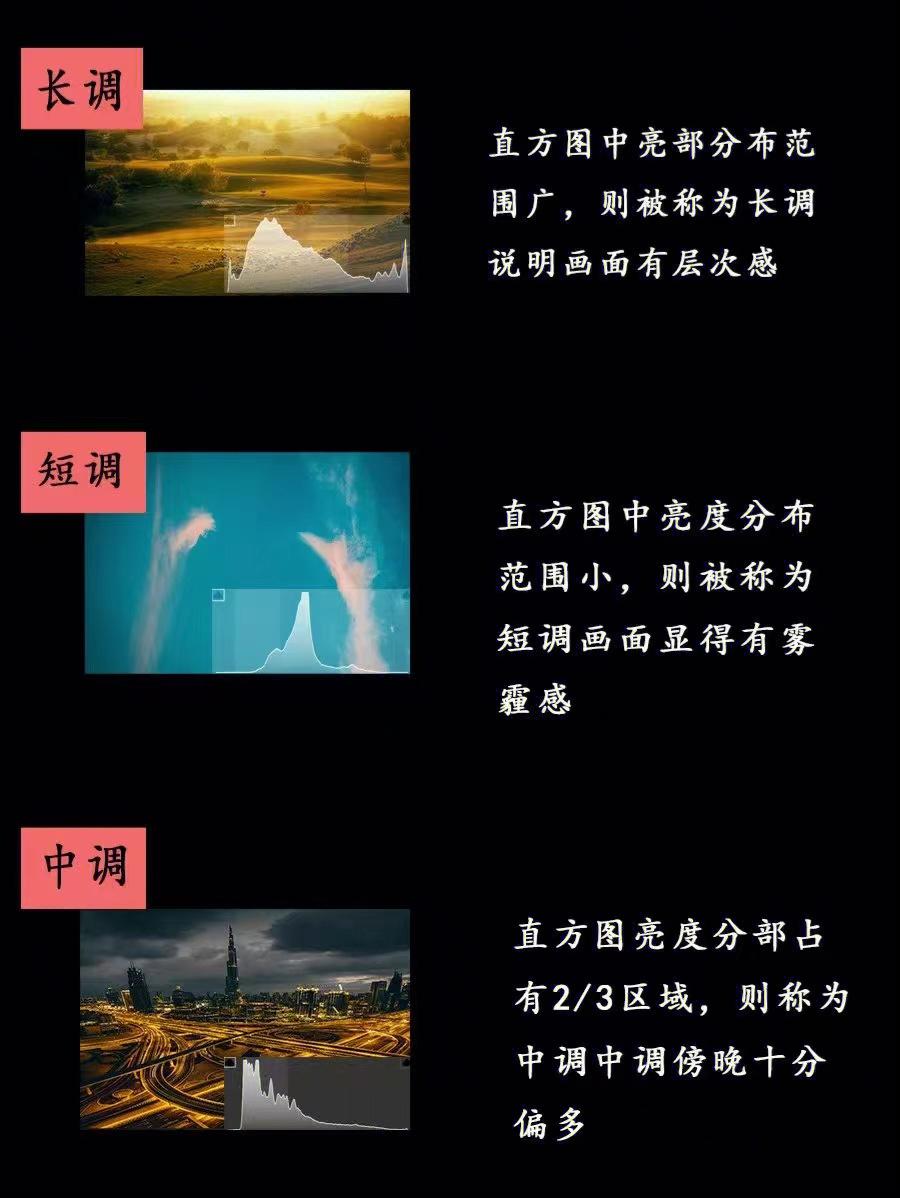 长调
直方图中亮部分布范
围广，则被称为长调
说明画面有层次感
短调
直方图中亮度分布
范围小，则被称为
短调画面显得有雾
霾感
中调
直方图亮度分部占
有2/3区域，则称为
中调中调傍晚十分
偏多